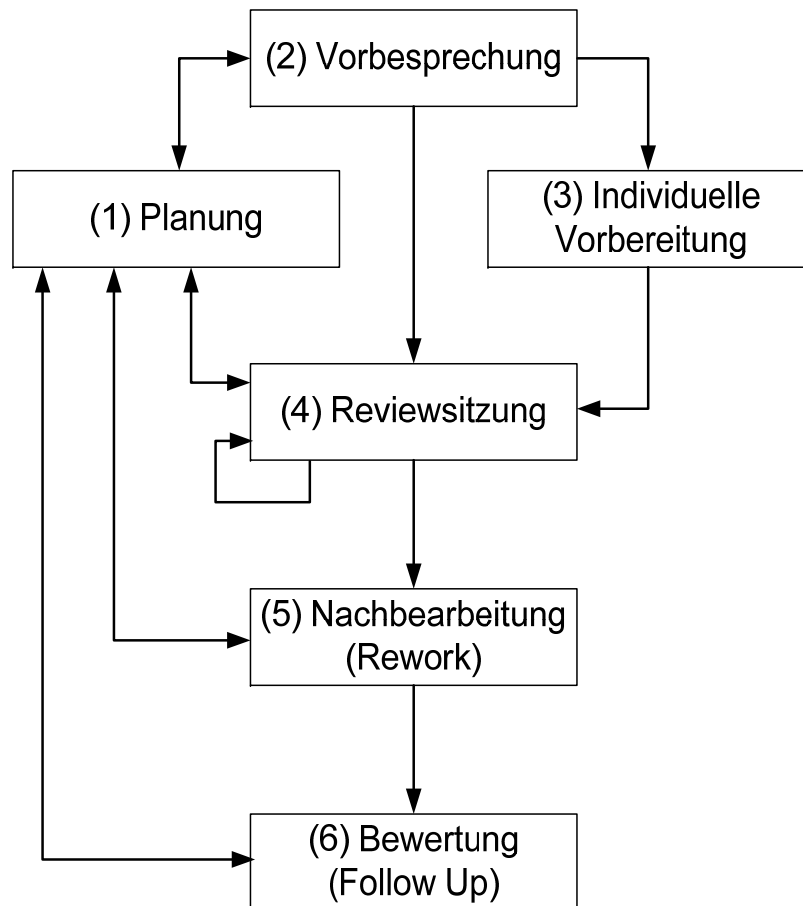 (2) Vorbesprechung
(1) Planung
(3) Individuelle
Vorbereitung
(4) Reviewsitzung
(5) Nachbearbeitung
(Rework)
(6) Bewertung
(Follow Up)